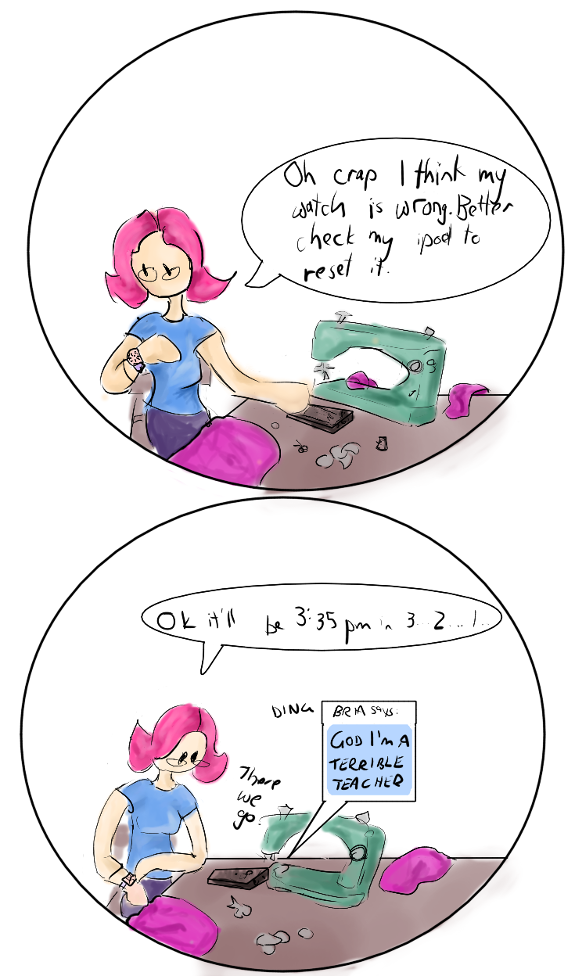 Oh crap I think my
watch is wrong. Better
check my ipod to
reset it.
Ok it'll be 3:35 pm in 3... 2... 1...
DING
BRIA says:
GOD I'M A
TERRIBLE
TEACHER
There
we
go